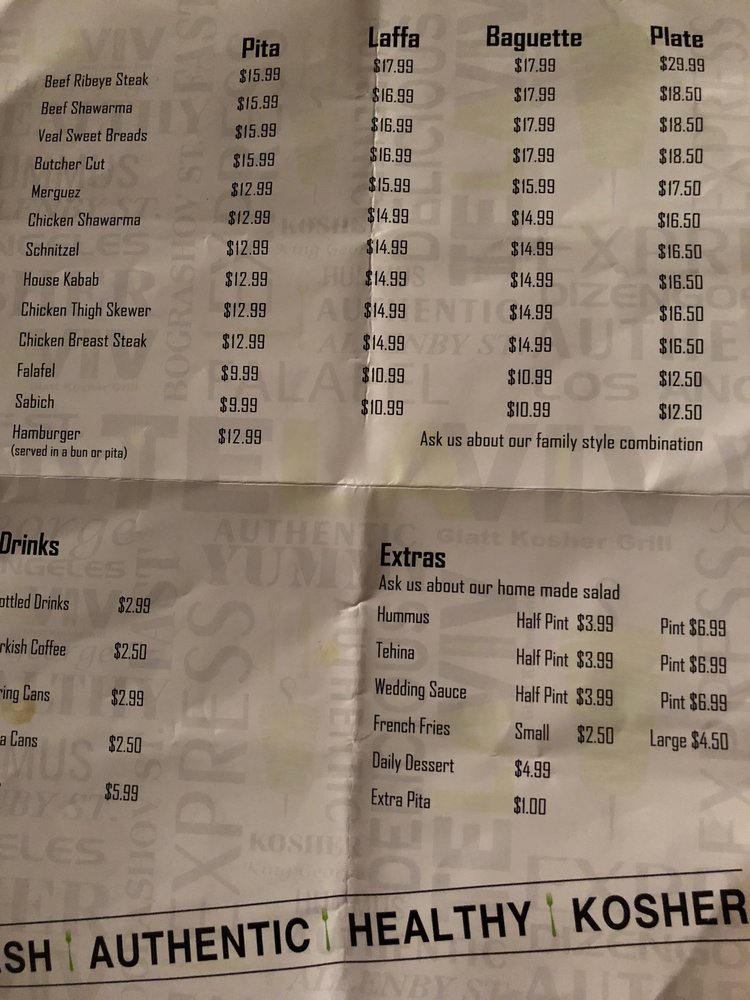 Pita Laffa Baguette Plate
Beef Ribeye Steak $15.99 $17.99 $17.99 $29.99
Beef Shawarma $15.99 $16.99 $17.99 $18.50
Veal Sweet Breads $15.99 $16.99 $17.99 $18.50
Butcher Cut $15.99 $16.99 $17.99 $18.50
Merguez $12.99 $15.99 $15.99 $17.50
Chicken Shawarma $12.99 $14.99 $14.99 $16.50
Schnitzel $12.99 $14.99 $14.99 $16.50
House Kabab $12.99 $14.99 $14.99 $16.50
Chicken Thigh Skewer $12.99 $14.99 $14.99 $16.50
Chicken Breast Steak $12.99 $14.99 $14.99 $16.50
Falafel $9.99 $10.99 $10.99 $12.50
Sabich $9.99 $10.99 $10.99 $12.50
Hamburger $12.99
(served in a bun or pita)
Ask us about our family style combination
Drinks
ottled Drinks $2.99
rkish Coffee $2.50
ring Cans $2.99
a Cans $2.50
$5.99
Extras
Ask us about our home made salad
Hummus Half Pint $3.99 Pint $6.99
Tehina Half Pint $3.99 Pint $6.99
Wedding Sauce Half Pint $3.99 Pint $6.99
French Fries Small $2.50 Large $4.50
Daily Dessert $4.99
Extra Pita $1.00
SH AUTHENTIC HEALTHY KOSHER